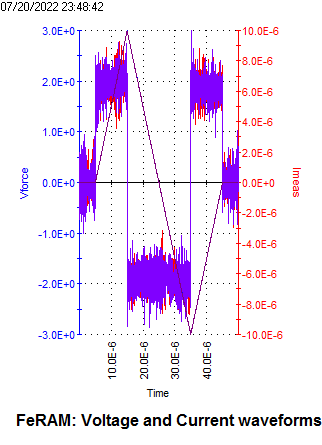 07/20/2022 23:48:42
3.0E+0
2.0E+0
1.0E+0
0.0E+0
-1.0E+0
-2.0E+0
-3.0E+0
Vforce
10.0E-6
8.0E-6
6.0E-6
4.0E-6
2.0E-6
0.0E+0
-2.0E-6
-4.0E-6
-6.0E-6
-8.0E-6
-10.0E-6
Imeas
10.0E-6
20.0E-6
30.0E-6
40.0E-6
Time
FeRAM: Voltage and Current waveforms